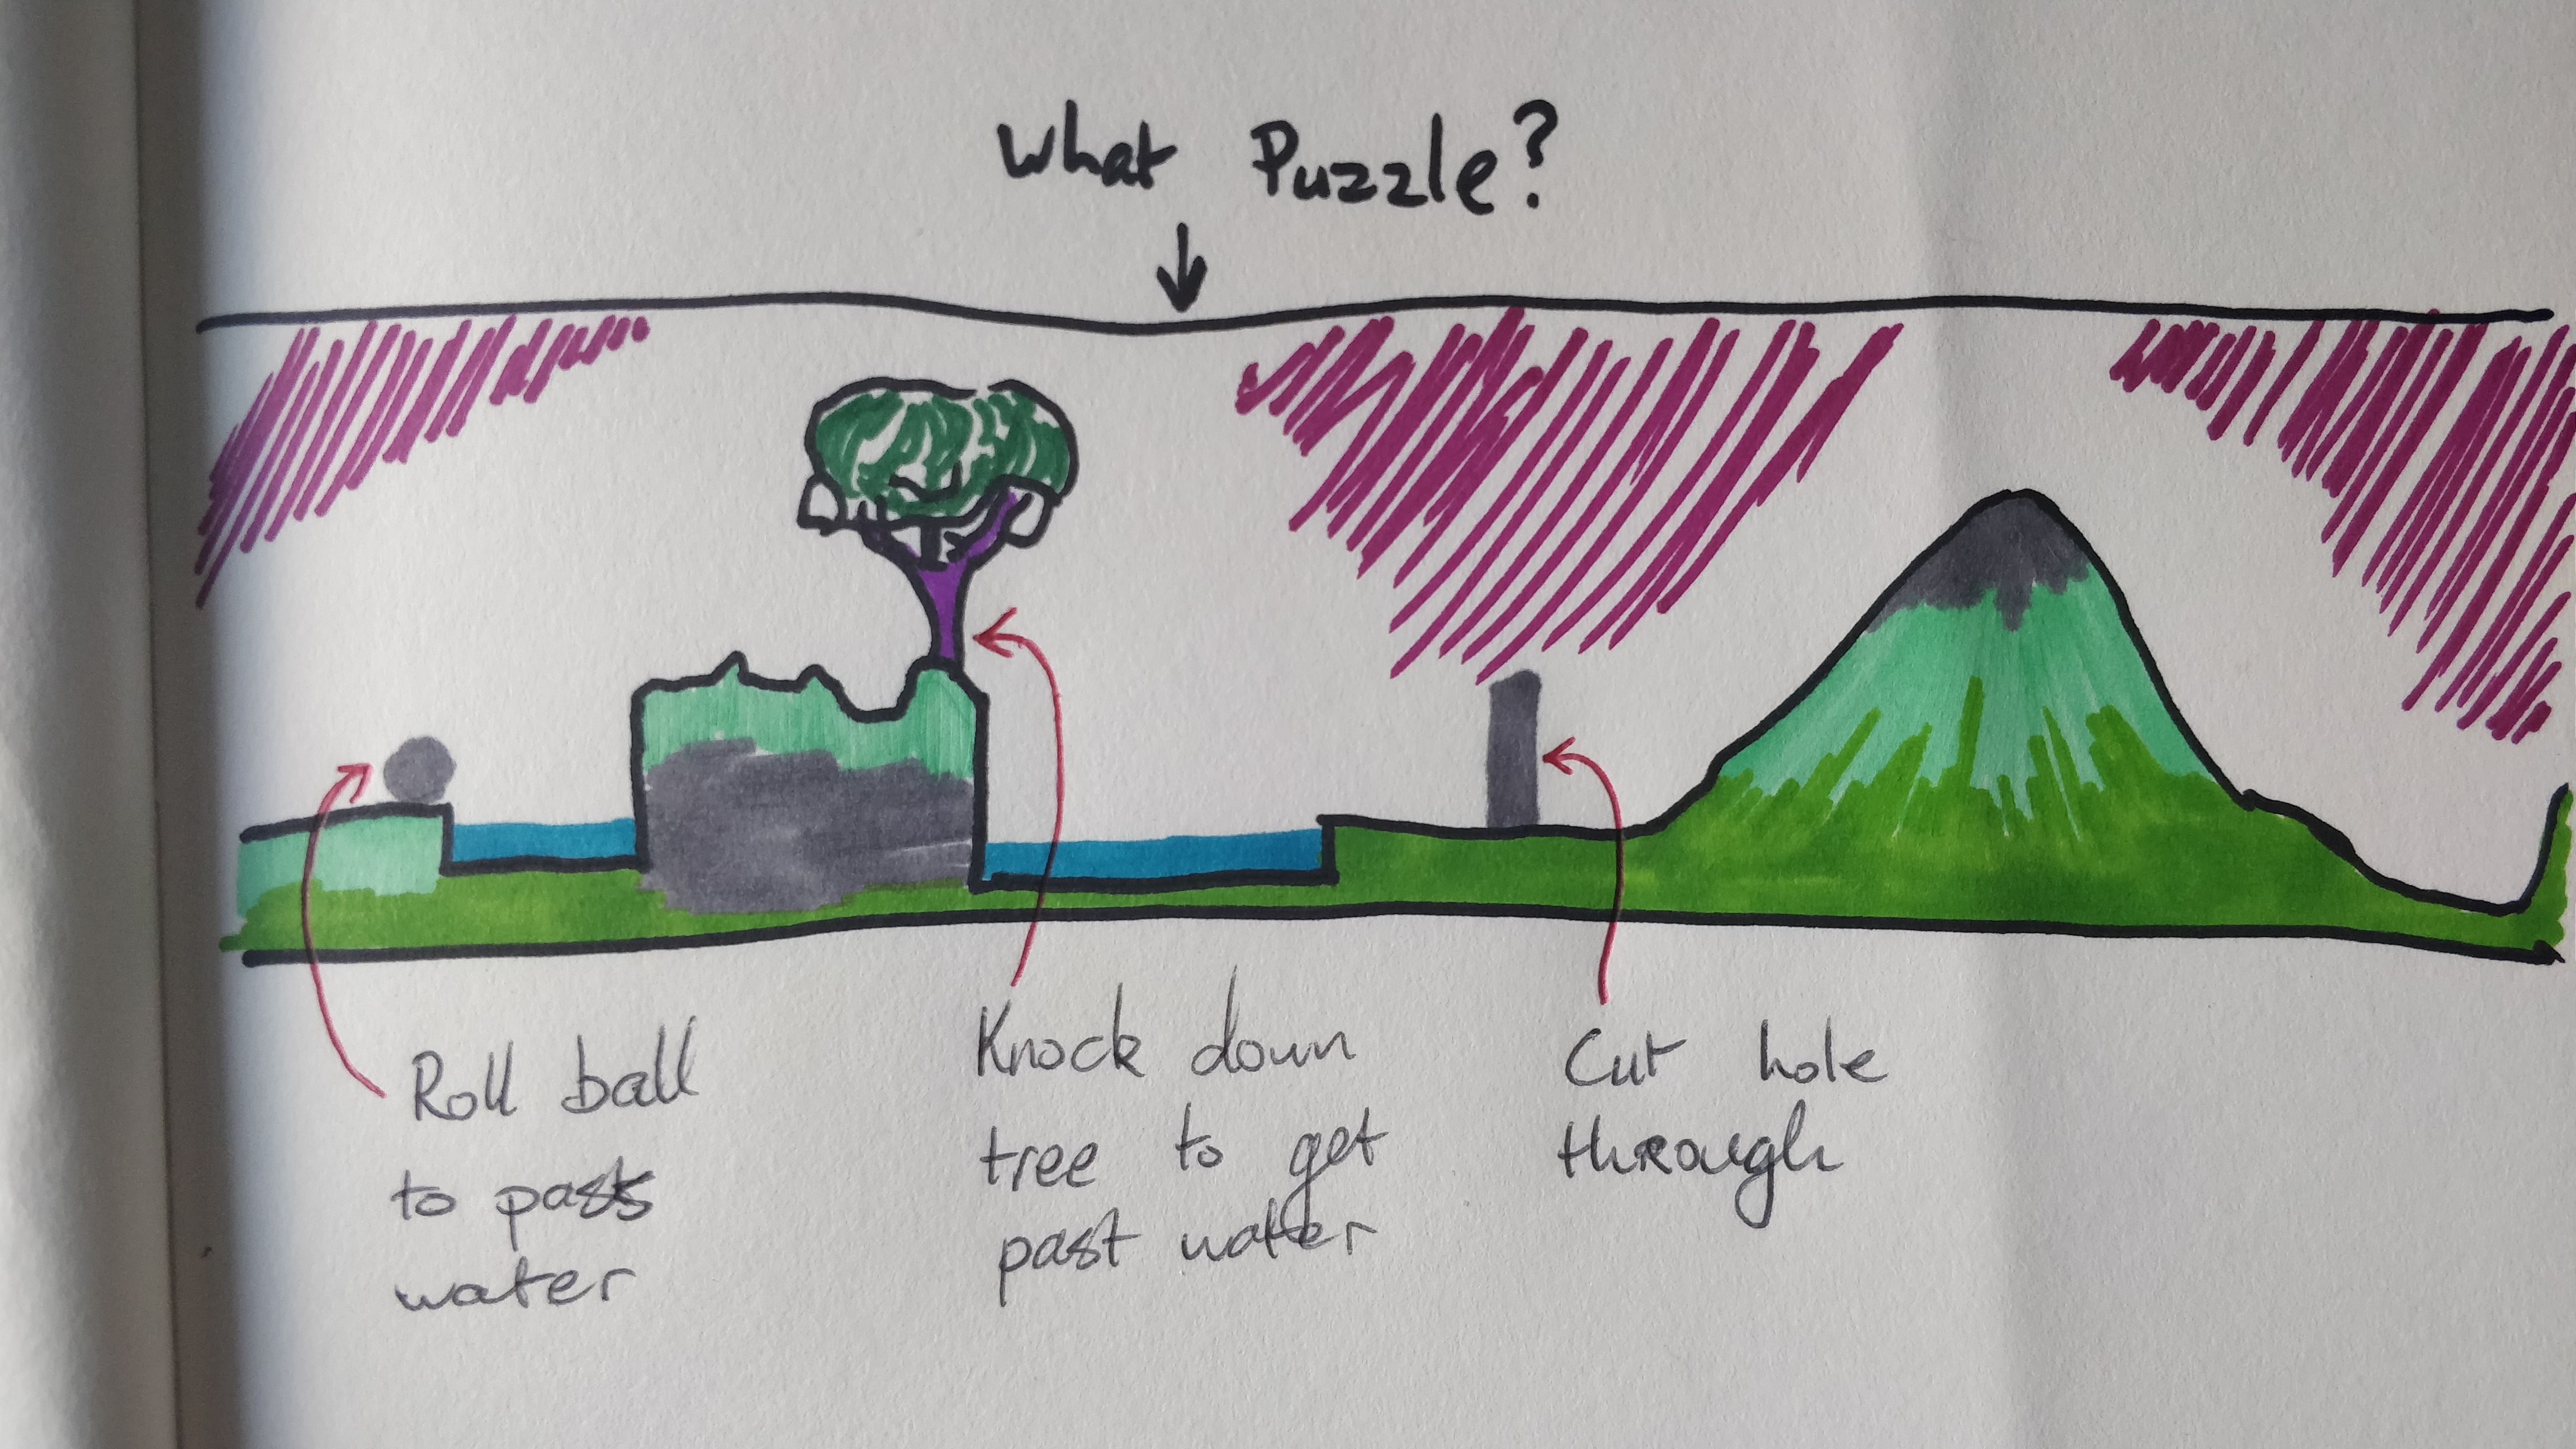 What Puzzle?
Roll ball
to pass
water
Knock down
tree to get
past water
Cut hole
through